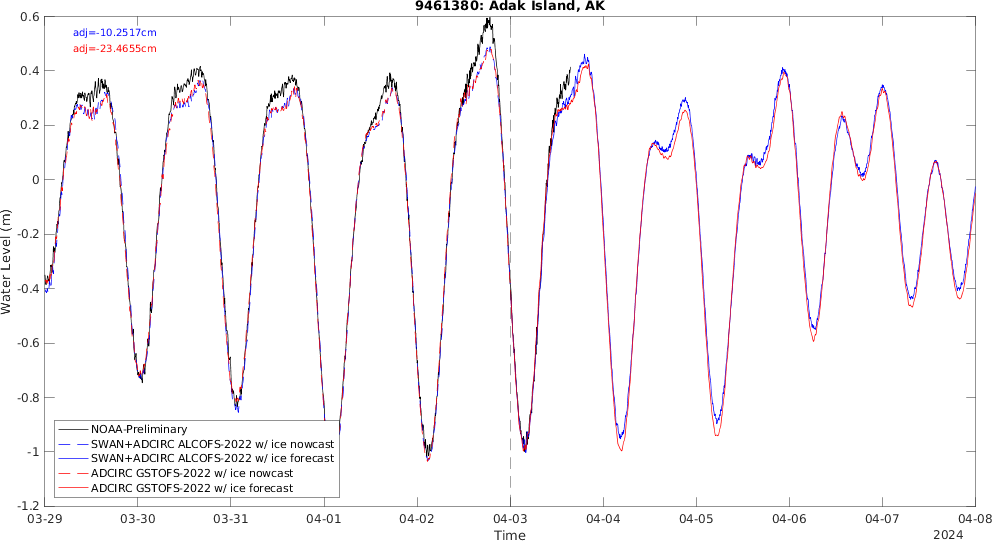 9461380: Adak Island, AK
adj=-10.2517cm
adj=-23.4655cm
0.6
0.4
0.2
0
-0.2
-0.4
-0.6
-0.8
-1
-1.2
Water Level (m)
NOAA-Preliminary
SWAN+ADCIRC ALCOFS-2022 w/ ice nowcast
SWAN+ADCIRC ALCOFS-2022 w/ ice forecast
ADCIRC GSTOFS-2022 w/ ice nowcast
ADCIRC GSTOFS-2022 w/ ice forecast
03-29 03-30 03-31 04-01 04-02 04-03 04-04 04-05 04-06 04-07 04-08
Time
2024